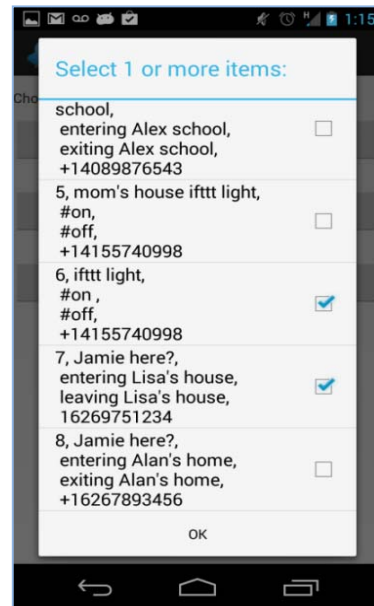 1:15
Select 1 or more items:
Cho
school,
entering Alex school,
exiting Alex school,
+14089876543
5, mom's house ifttt light,
#on,
#off,
+14155740998
6, ifttt light,
#on ,
#off,
+14155740998
7, Jamie here?,
entering Lisa's house,
leaving Lisa's house,
16269751234
8, Jamie here?,
entering Alan's home,
exiting Alan's home,
+16267893456
OK